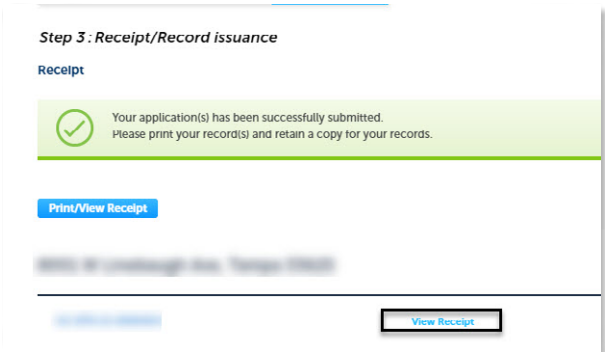 Step 3: Receipt/Record issuance
Receipt
Your application(s) has been successfully submitted.
Please print your record(s) and retain a copy for your records.
Print/View Receipt
View Receipt